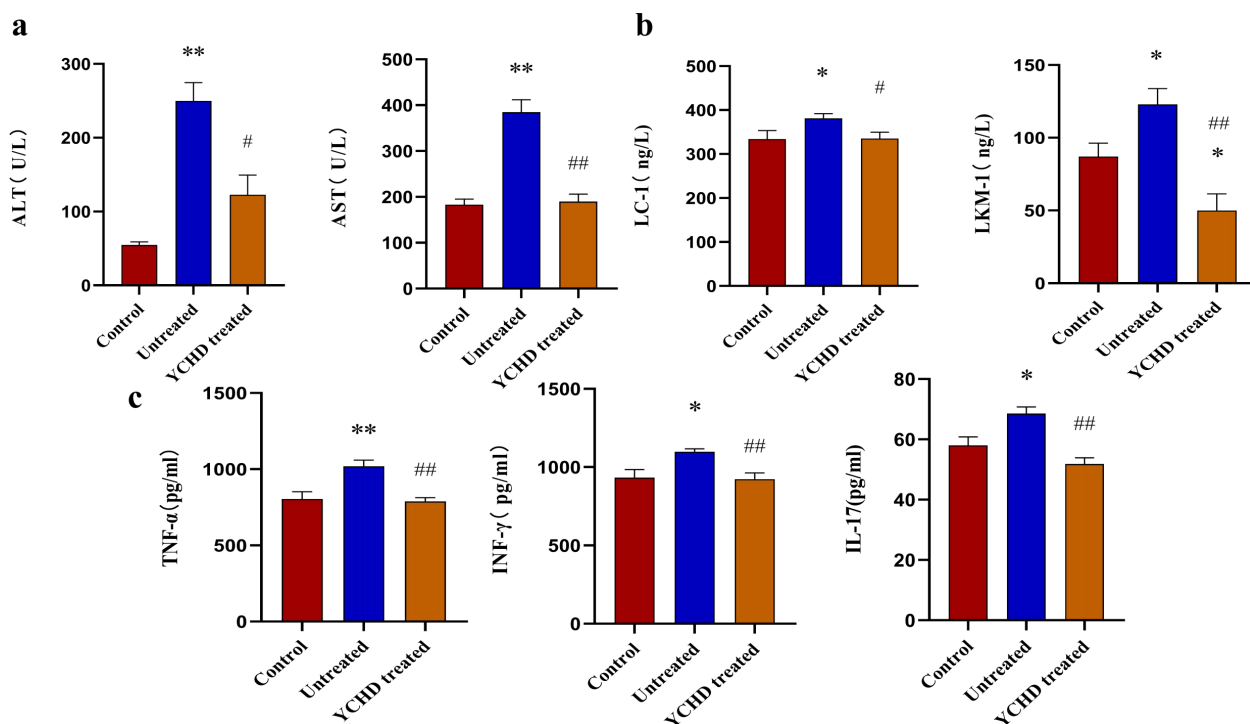 a
ALT( U/L)
300
200
100
0
**
#
Control
Untreated
YCHD treated
AST( U/L)
500
400
300
200
100
0
**
##
Control
Untreated
YCHD treated
b
LC-1( ng/L)
500
400
300
200
100
0
*
#
Control
Untreated
YCHD treated
LKM-1( ng/L)
150
100
50
0
*
##
*
Control
Untreated
YCHD treated
c
TNF-α(pg/ml)
1500
1000
500
0
**
##
Control
Untreated
YCHD treated
INF-γ( pg/ml)
1500
1000
500
0
*
##
Control
Untreated
YCHD treated
IL-17(pg/ml)
80
60
40
20
0
*
##
Control
Untreated
YCHD treated